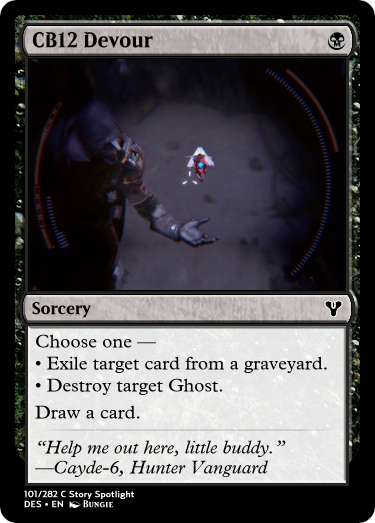 CB12 Devour
Sorcery
Choose one —
• Exile target card from a graveyard.
• Destroy target Ghost.
Draw a card.
“Help me out here, little buddy.”
—Cayde-6, Hunter Vanguard
101/282 C Story Spotlight
DES • EN Bungie